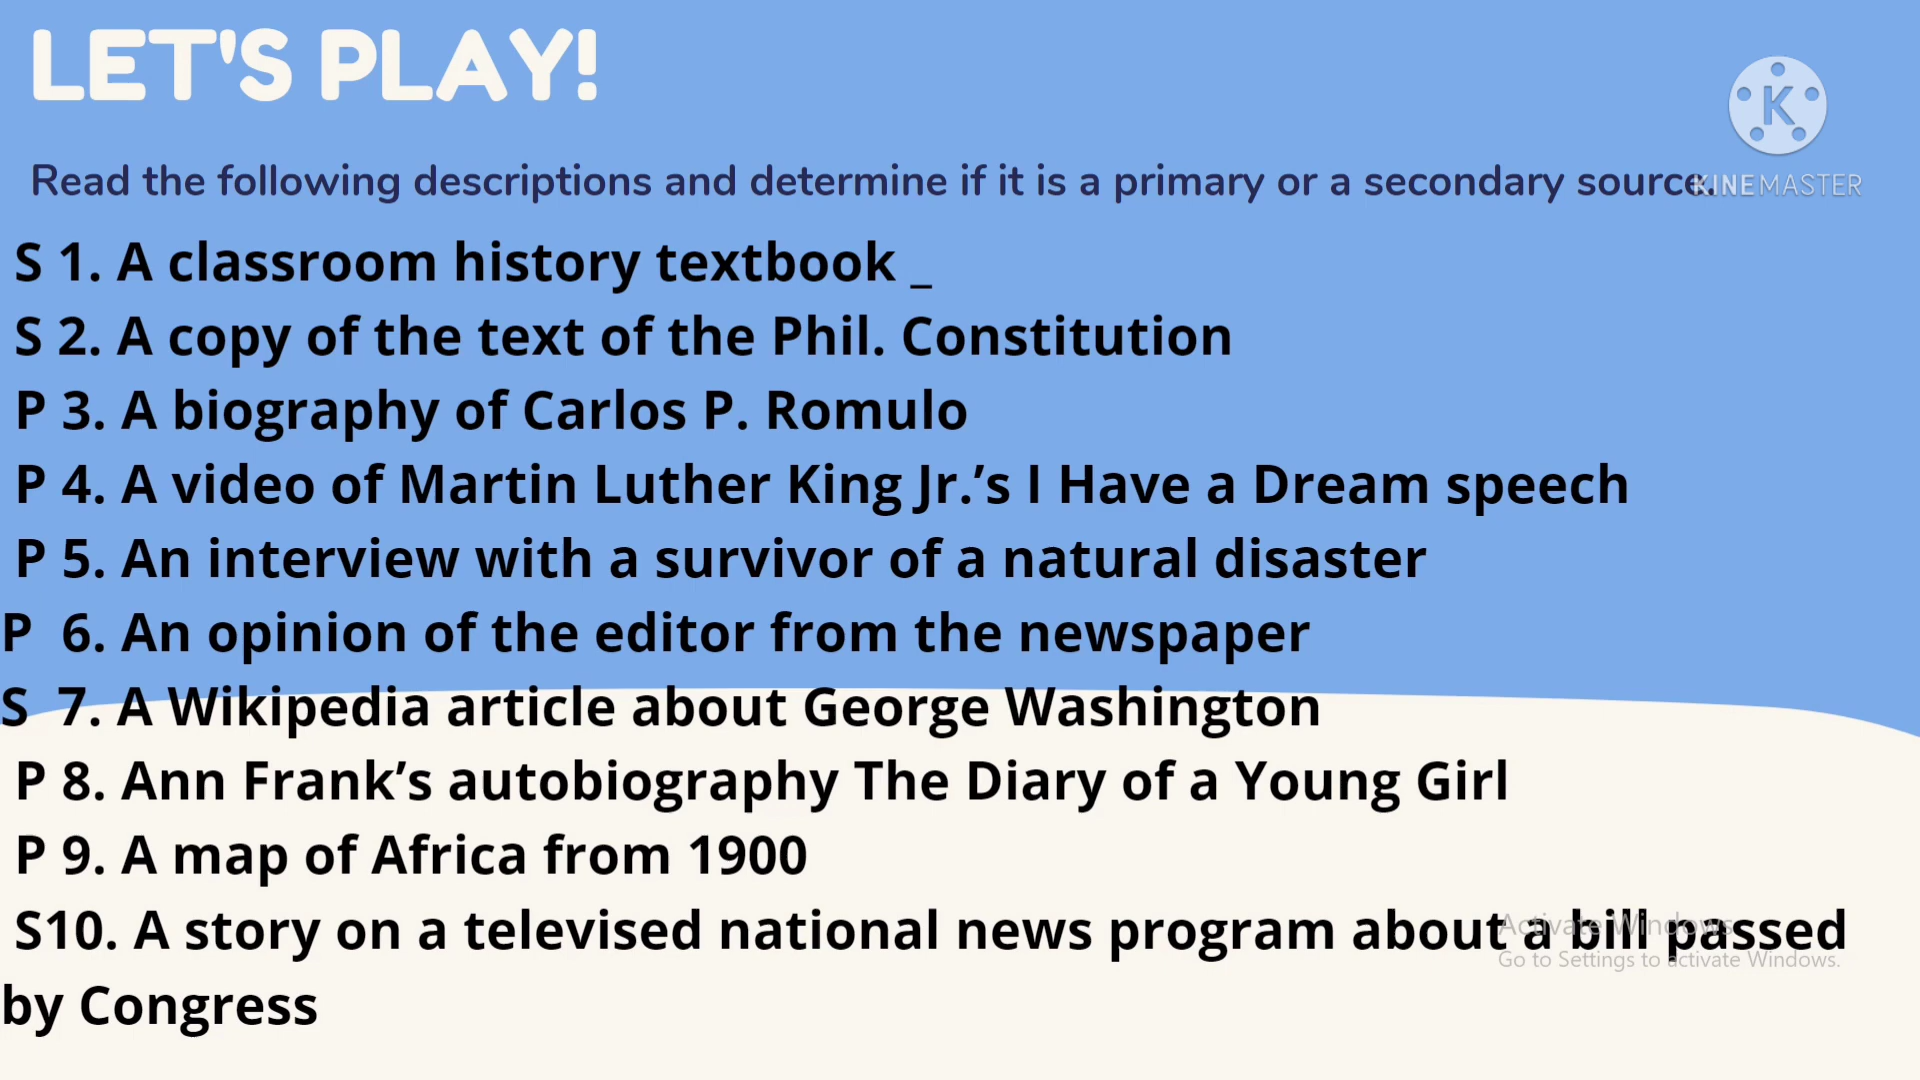 LET'S PLAY!
K
KINEMASTER
Read the following descriptions and determine if it is a primary or a secondary source.
S 1. A classroom history textbook _
S 2. A copy of the text of the Phil. Constitution
P 3. A biography of Carlos P. Romulo
P 4. A video of Martin Luther King Jr.’s I Have a Dream speech
P 5. An interview with a survivor of a natural disaster
P 6. An opinion of the editor from the newspaper
S 7. A Wikipedia article about George Washington
P 8. Ann Frank’s autobiography The Diary of a Young Girl
P 9. A map of Africa from 1900
S10. A story on a televised national news program about a bill passed
by Congress
Activate Windows
Go to Settings to activate Windows.